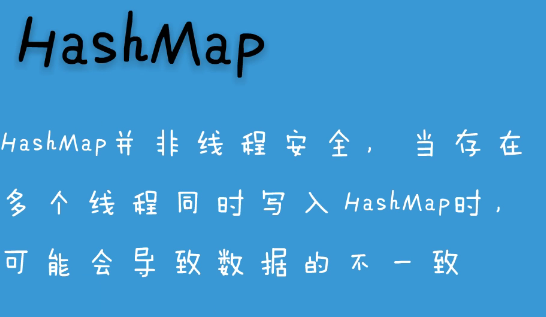 HashMap
HashMap并非线程安全，当存在
多个线程同时写入HashMap时，
可能会导致数据的不一致